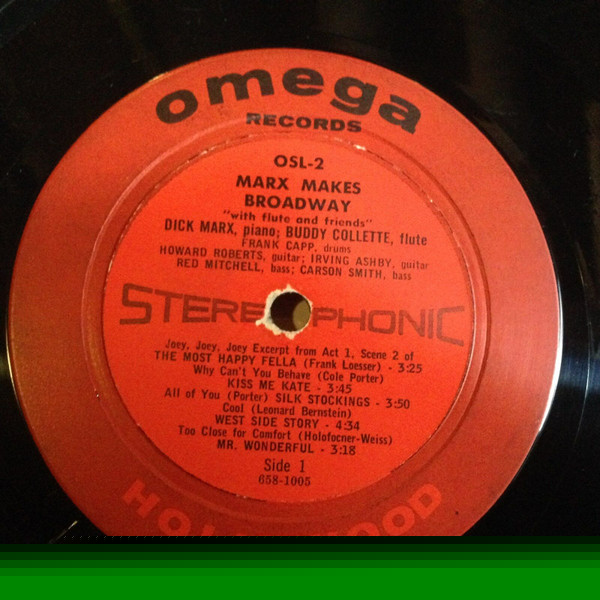 omega
RECORDS
OSL-2
MARX MAKES
BROADWAY
"with flute and friends"
DICK MARX, piano; BUDDY COLLETTE, flute
FRANK CAPP, drums
HOWARD ROBERTS, guitar; IRVING ASHBY, guitar
RED MITCHELL, bass; CARSON SMITH, bass
STEREOPHONIC
Joey, Joey, Joey Excerpt from Act 1, Scene 2 of
THE MOST HAPPY FELLA (Frank Loesser) - 3:25
Why Can't You Behave (Cole Porter)
KISS ME KATE - 3:45
All of You (Porter) SILK STOCKINGS - 3:50
Cool (Leonard Bernstein)
WEST SIDE STORY - 4:34
Too Close for Comfort (Holofocner-Weiss)
MR. WONDERFUL - 3:18
Side 1
658-1005
HOLLYWOOD